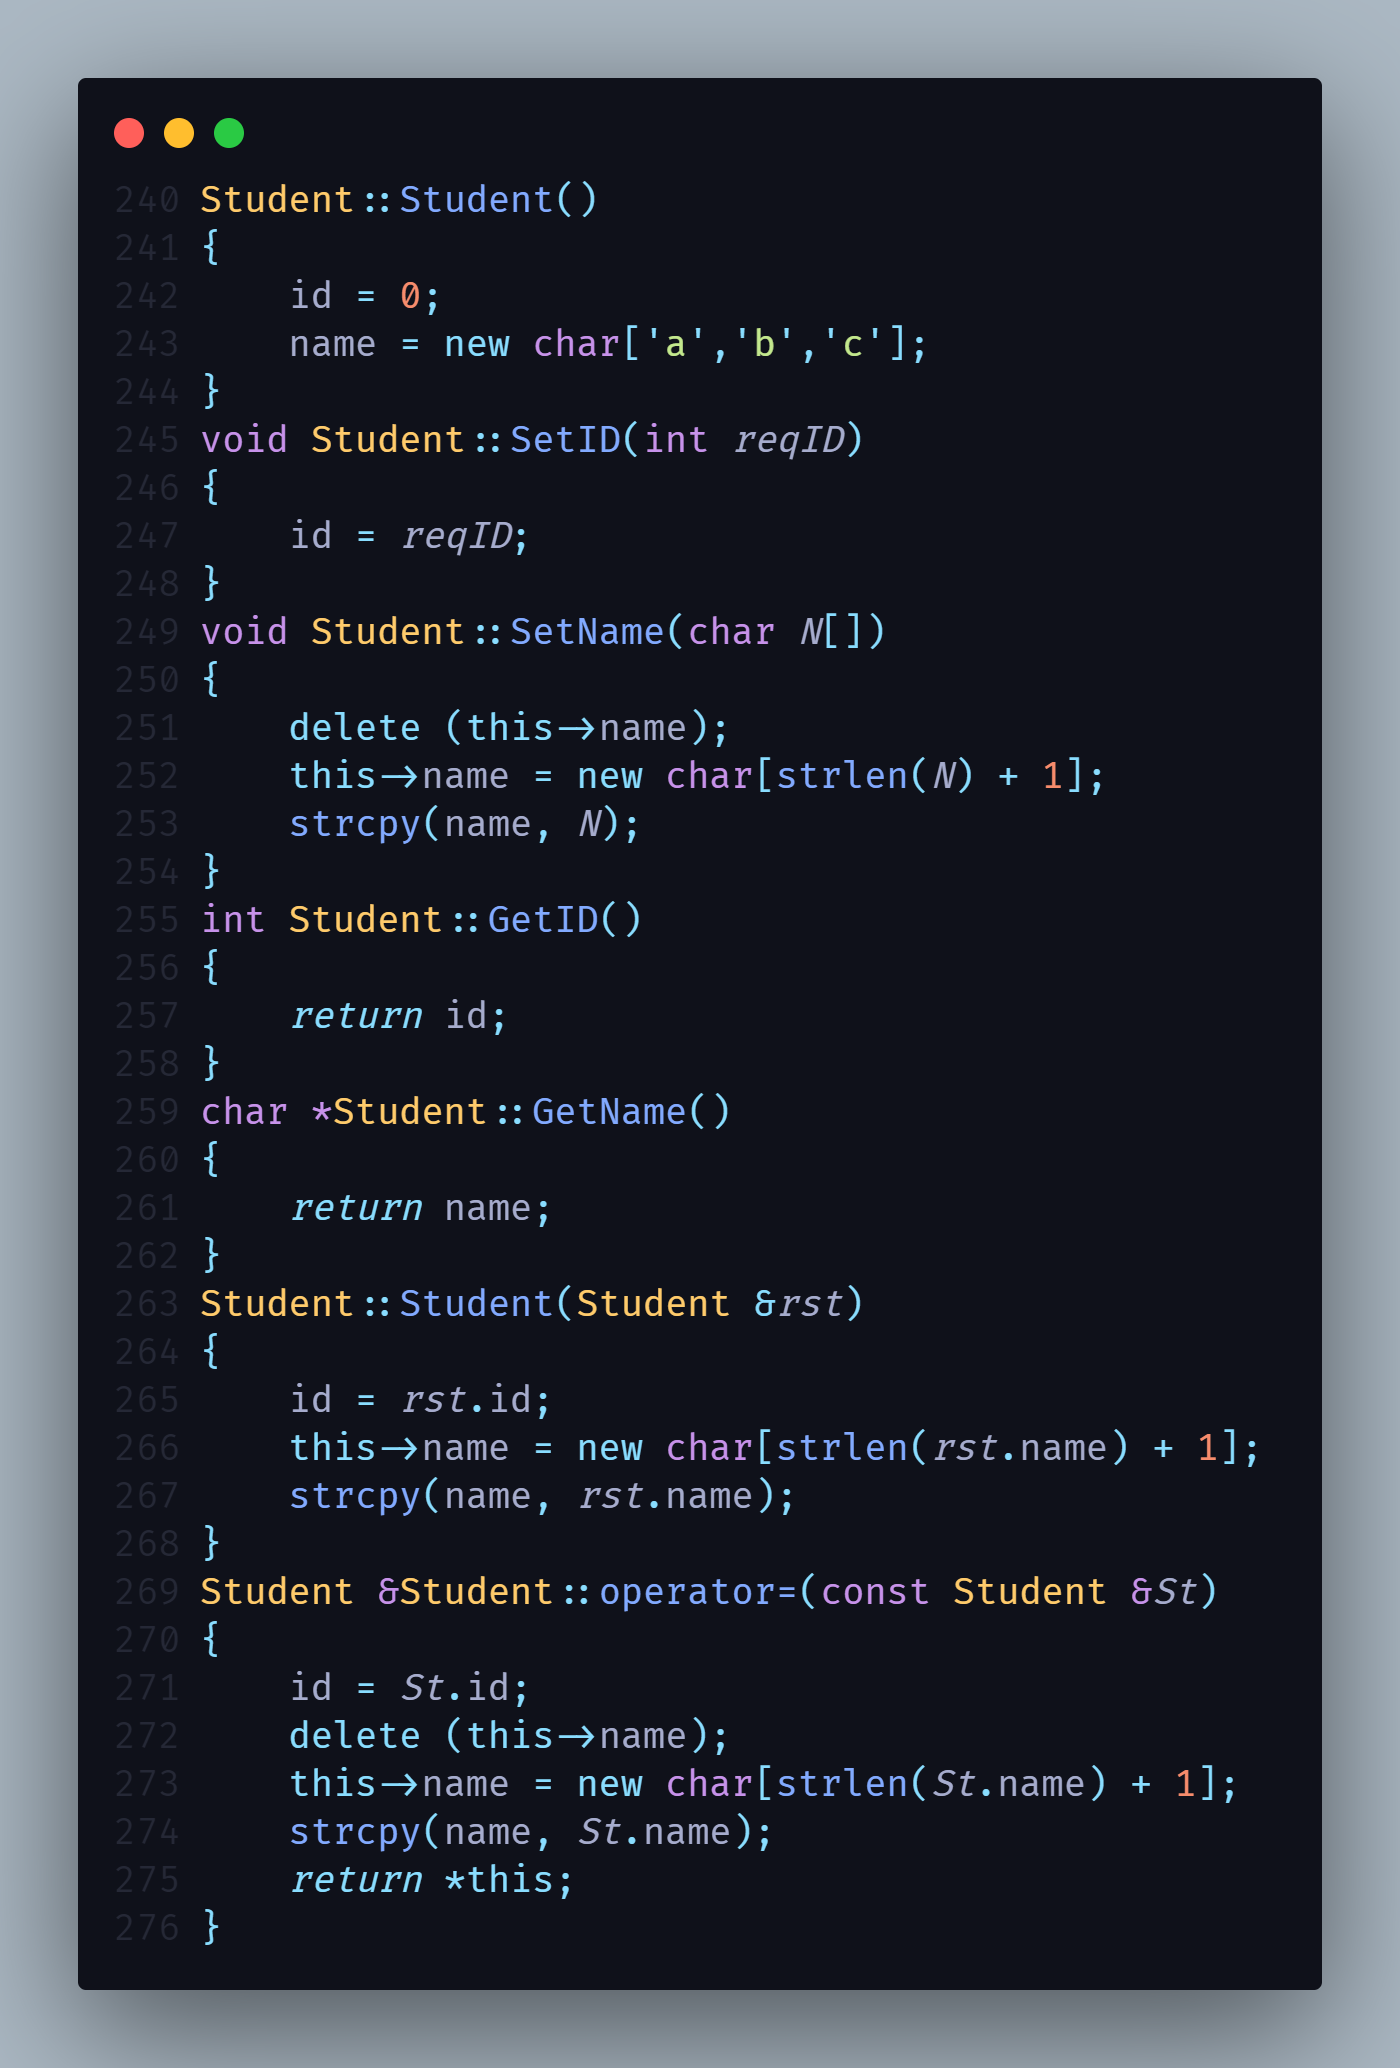 240 Student::Student()
241 {
242     id = 0;
243     name = new char['a','b','c'];
244 }
245 void Student::SetID(int reqID)
246 {
247     id = reqID;
248 }
249 void Student::SetName(char N[])
250 {
251     delete (this->name);
252     this->name = new char[strlen(N) + 1];
253     strcpy(name, N);
254 }
255 int Student::GetID()
256 {
257     return id;
258 }
259 char *Student::GetName()
260 {
261     return name;
262 }
263 Student::Student(Student &rst)
264 {
265     id = rst.id;
266     this->name = new char[strlen(rst.name) + 1];
267     strcpy(name, rst.name);
268 }
269 Student &Student::operator=(const Student &St)
270 {
271     id = St.id;
272     delete (this->name);
273     this->name = new char[strlen(St.name) + 1];
274     strcpy(name, St.name);
275     return *this;
276 }